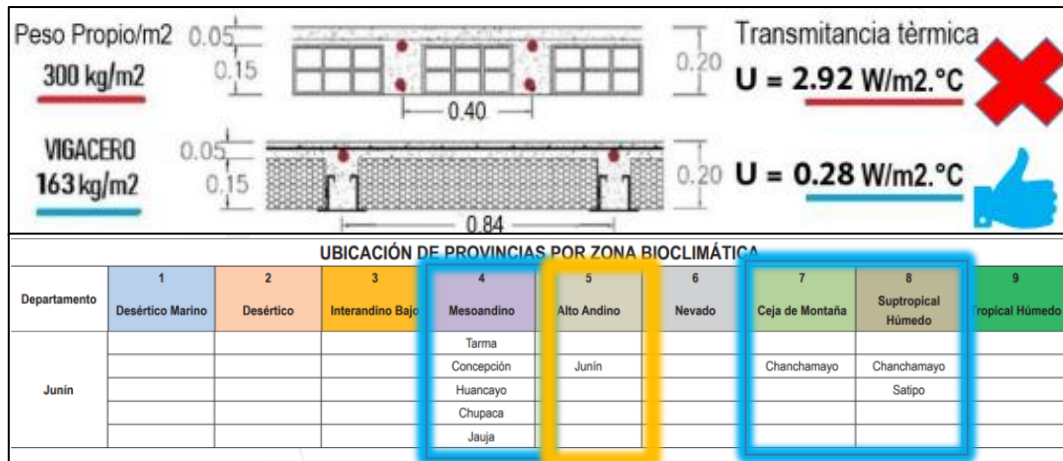 Peso Propio/m2
300 kg/m2
0.05
0.15
0.40
0.20
Transmitancia tèrmica
U = 2.92 W/m2.°C
VIGACERO
163 kg/m2
0.05
0.15
0.84
0.20
U = 0.28 W/m2.°C
UBICACIÓN DE PROVINCIAS POR ZONA BIOCLIMÁTICA
Departamento
1 2 3 4 5 6 7 8 9
Desértico Marino Desértico Interandino Bajo Mesoandino Alto Andino Nevado Ceja de Montaña Suptropical Húmedo Tropical Húmedo
Junín
Tarma
Concepción Junín Chanchamayo Chanchamayo
Huancayo Satipo
Chupaca
Jauja